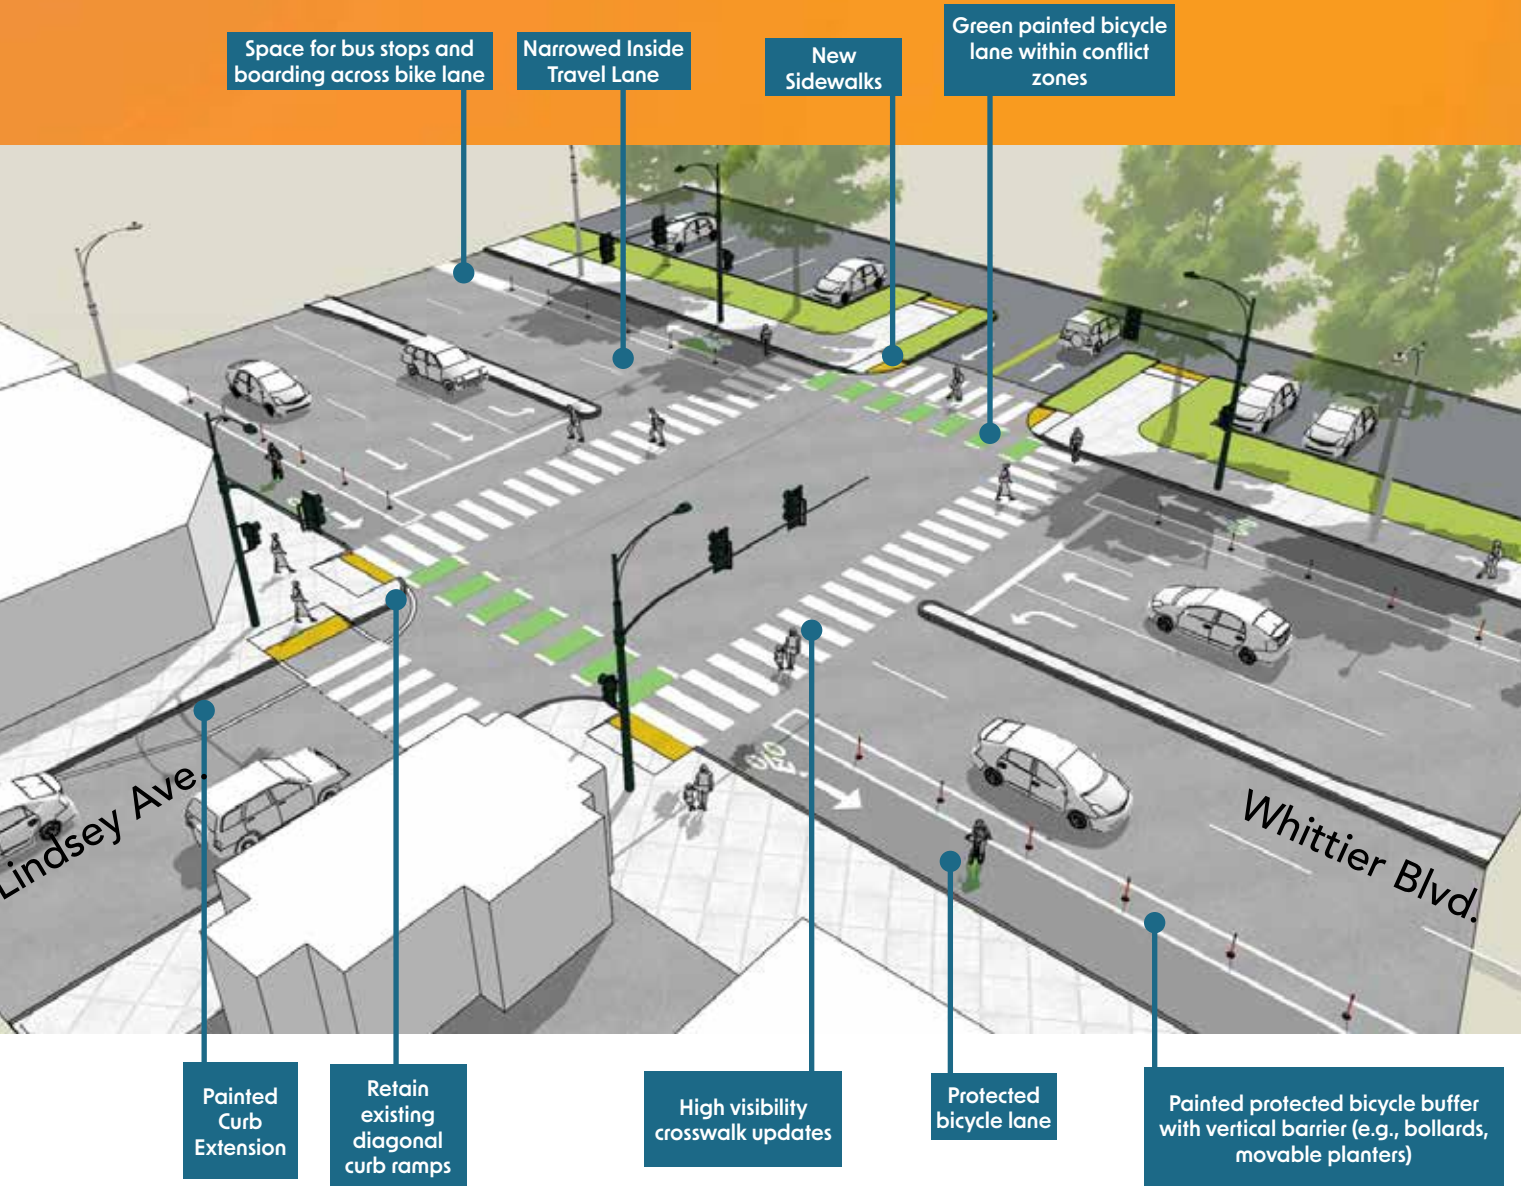 Space for bus stops and
boarding across bike lane
Narrowed Inside
Travel Lane
New
Sidewalks
Green painted bicycle
lane within conflict
zones
Lindsey Ave.
Whittier Blvd.
Painted
Curb
Extension
Retain
existing
diagonal
curb ramps
High visibility
crosswalk updates
Protected
bicycle lane
Painted protected bicycle buffer
with vertical barrier (e.g., bollards,
movable planters)